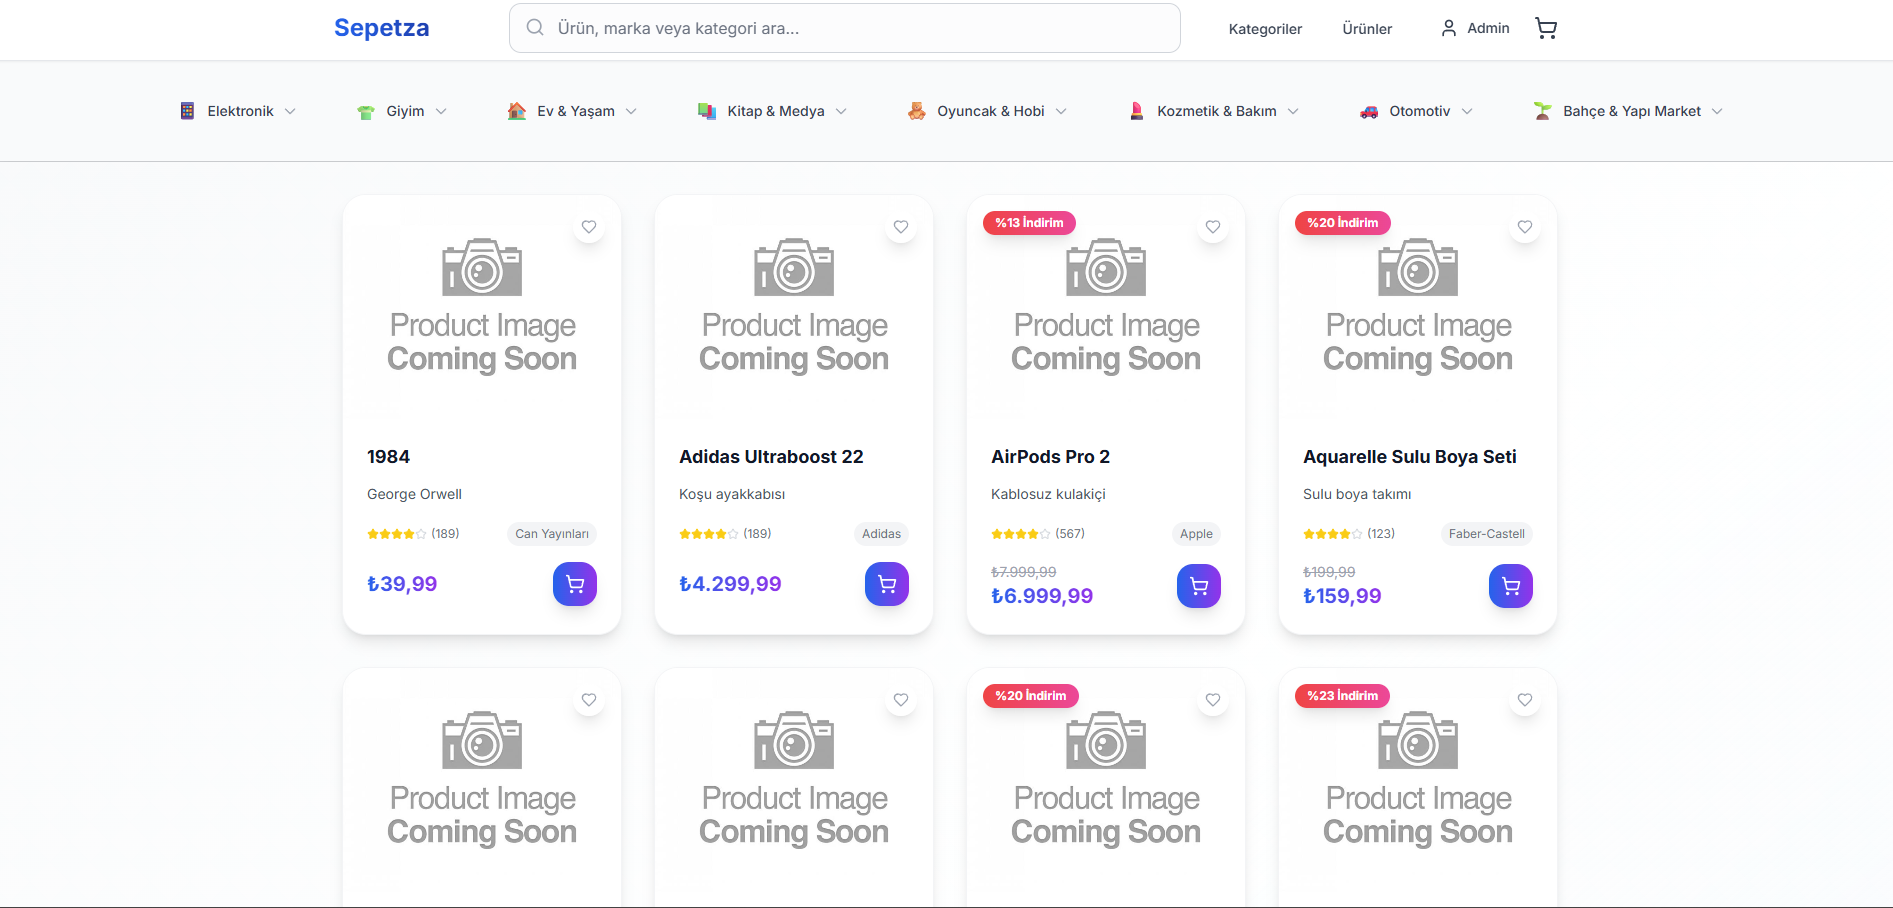 Sepetza
Ürün, marka veya kategori ara...
Kategoriler
Ürünler
Admin
Elektronik
Giyim
Ev & Yaşam
Kitap & Medya
Oyuncak & Hobi
Kozmetik & Bakım
Otomotiv
Bahçe & Yapı Market
Product Image
Coming Soon
1984
George Orwell
(189)
Can Yayınları
₺39,99
Product Image
Coming Soon
Adidas Ultraboost 22
Koşu ayakkabısı
(189)
Adidas
₺4.299,99
%13 İndirim
Product Image
Coming Soon
AirPods Pro 2
Kablosuz kulakiçi
(567)
Apple
₺7.999,99
₺6.999,99
%20 İndirim
Product Image
Coming Soon
Aquarelle Sulu Boya Seti
Sulu boya takımı
(123)
Faber-Castell
₺199,99
₺159,99
Product Image
Coming Soon
Product Image
Coming Soon
%20 İndirim
Product Image
Coming Soon
%23 İndirim
Product Image
Coming Soon